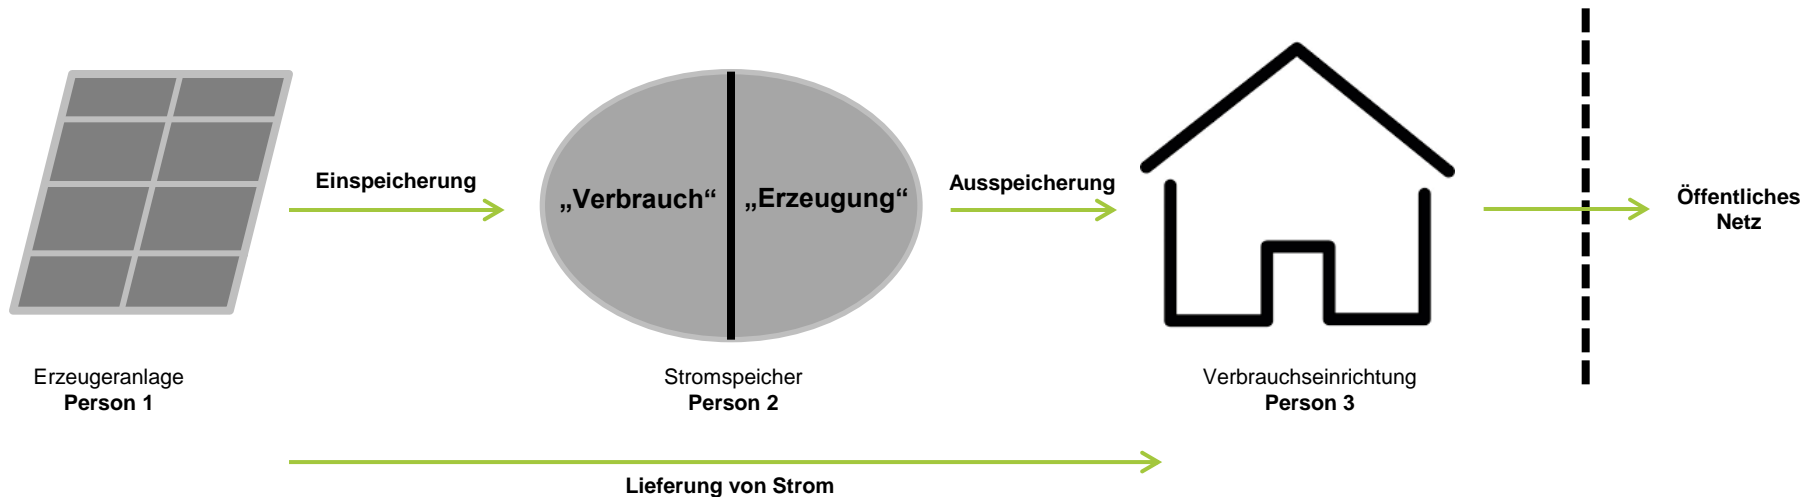 Einspeicherung
„Verbrauch“
„Erzeugung“
Ausspeicherung
Öffentliches
Netz
Erzeugeranlage
Person 1
Stromspeicher
Person 2
Verbrauchseinrichtung
Person 3
Lieferung von Strom